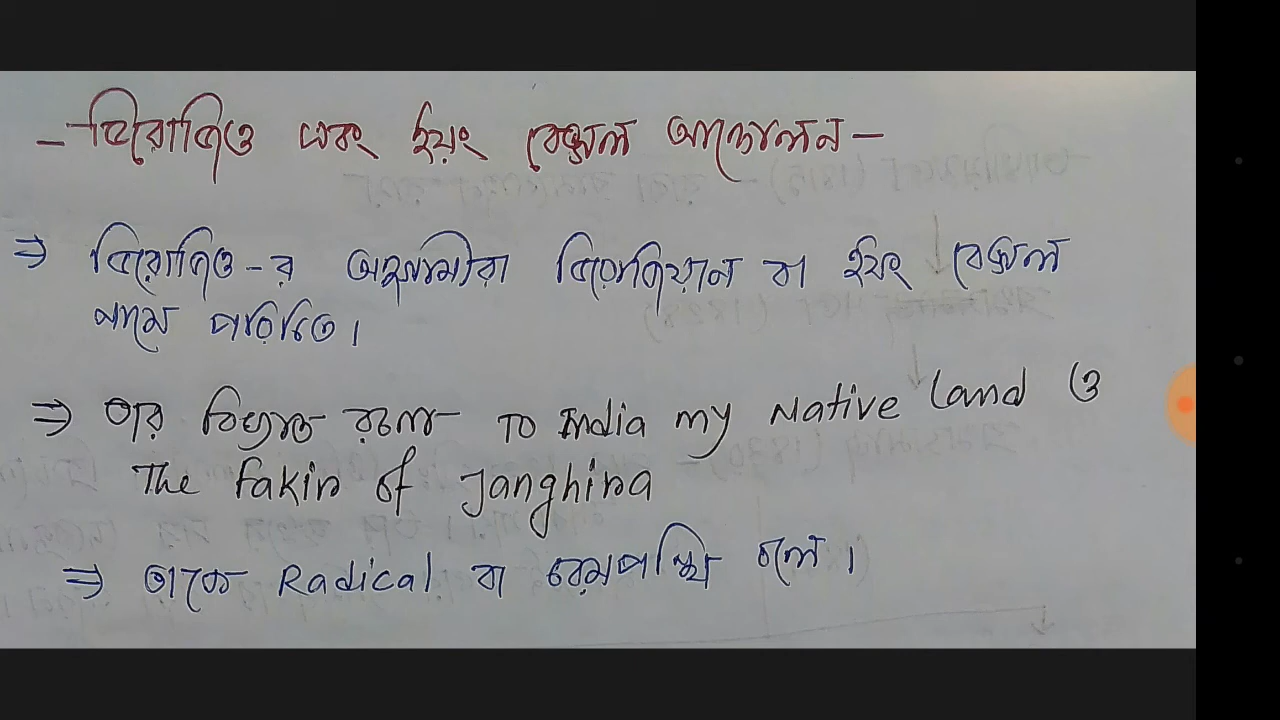 - ডিরোজিও এবং ইয়ং বেঙ্গল আন্দোলন -
⇒ ডিরোজিও-র অনুগামীরা ডিরোজিয়ান বা ইয়ং বেঙ্গল
নামে পরিচিত।
⇒ তার বিখ্যাত রচনা - To India my Native Land ও
The Fakir of Janghira
⇒ তাকে Radical বা চরমপন্থি বলে।